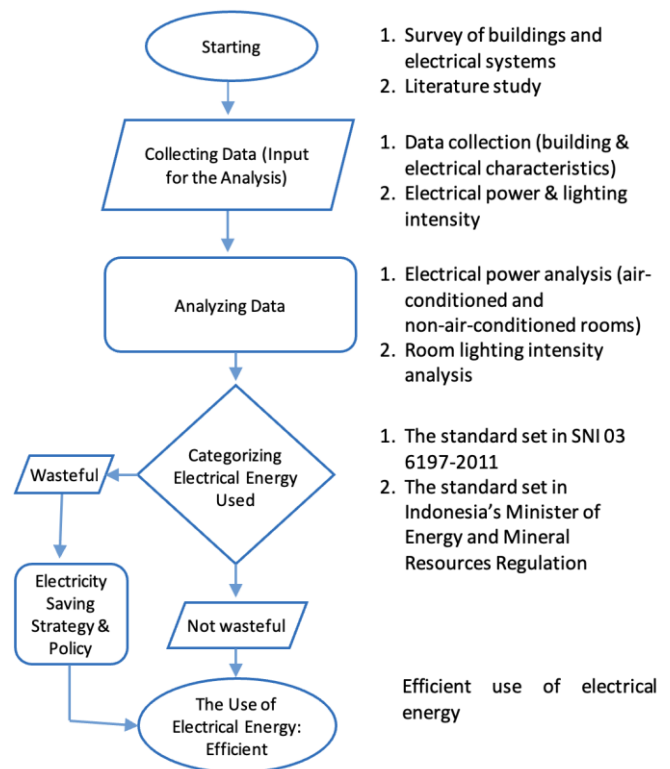 Starting
1. Survey of buildings and
electrical systems
2. Literature study
Collecting Data (Input
for the Analysis)
1. Data collection (building &
electrical characteristics)
2. Electrical power & lighting
intensity
Analyzing Data
1. Electrical power analysis (air-
conditioned and
non-air-conditioned rooms)
2. Room lighting intensity
analysis
Categorizing
Electrical Energy
Used
1. The standard set in SNI 03
6197-2011
2. The standard set in
Indonesia’s Minister of
Energy and Mineral
Resources Regulation
Wasteful
Electricity
Saving
Strategy &
Policy
Not wasteful
The Use of
Electrical Energy:
Efficient
Efficient use of electrical
energy